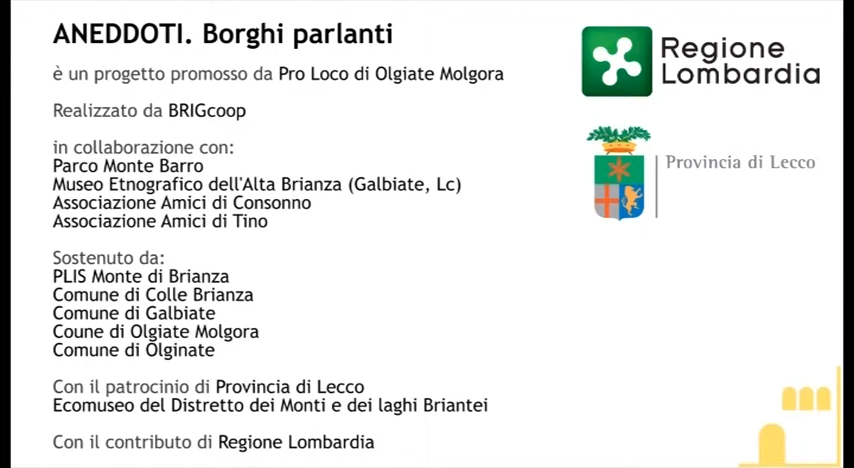 ANEDDOTI. Borghi parlanti
è un progetto promosso da Pro Loco di Olgiate Molgora
Realizzato da BRIGcoop
in collaborazione con:
Parco Monte Barro
Museo Etnografico dell'Alta Brianza (Galbiate, Lc)
Associazione Amici di Consonno
Associazione Amici di Tino
Sostenuto da:
PLIS Monte di Brianza
Comune di Colle Brianza
Comune di Galbiate
Coune di Olgiate Molgora
Comune di Olginate
Con il patrocinio di Provincia di Lecco
Ecomuseo del Distretto dei Monti e dei laghi Briantei
Con il contributo di Regione Lombardia
Regione
Lombardia
Provincia di Lecco